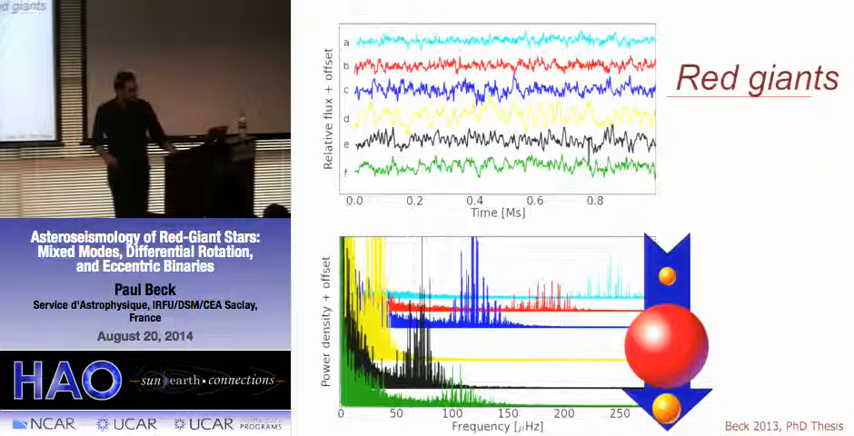 d giants
Red giants
Relative flux + offset
a
b
c
d
e
f
0.0 0.2 0.4 0.6 0.8
Time [Ms]
Power density + offset
0 50 100 150 200 250
Frequency [μHz]
Beck 2013, PhD Thesis
Asteroseismology of Red-Giant Stars:
Mixed Modes, Differential Rotation,
and Eccentric Binaries
Paul Beck
Service d'Astrophysique, IRFU/DSM/CEA Saclay,
France
August 20, 2014
HAO sun earth connections
NCAR UCAR UCAR
PROGRAMS